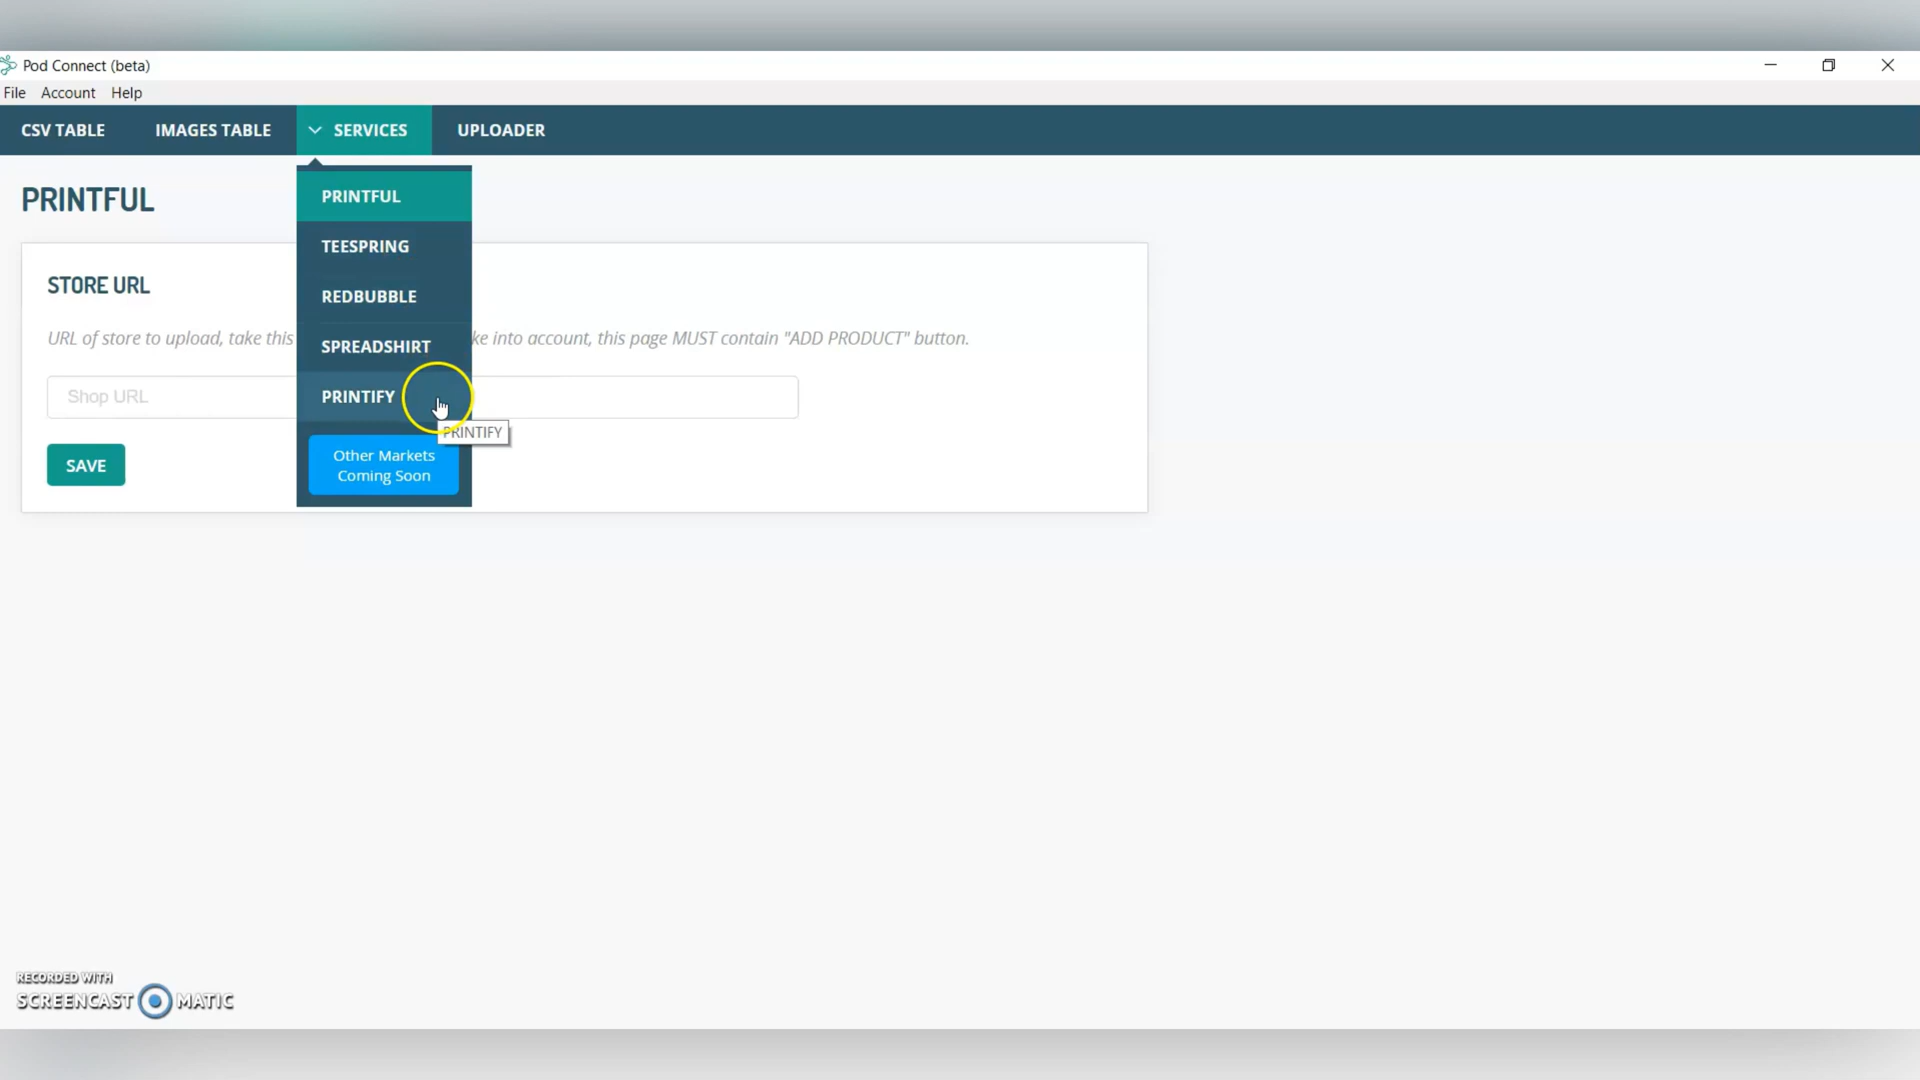 Pod Connect (beta)
File Account Help
CSV TABLE IMAGES TABLE SERVICES UPLOADER
PRINTFUL
PRINTFUL
TEESPRING
STORE URL
REDBUBBLE
URL of store to upload, take this ke into account, this page MUST contain "ADD PRODUCT" button.
SPREADSHIRT
Shop URL
PRINTIFY
PRINTIFY
Other Markets
Coming Soon
SAVE
RECORDED WITH
SCREENCAST MATIC